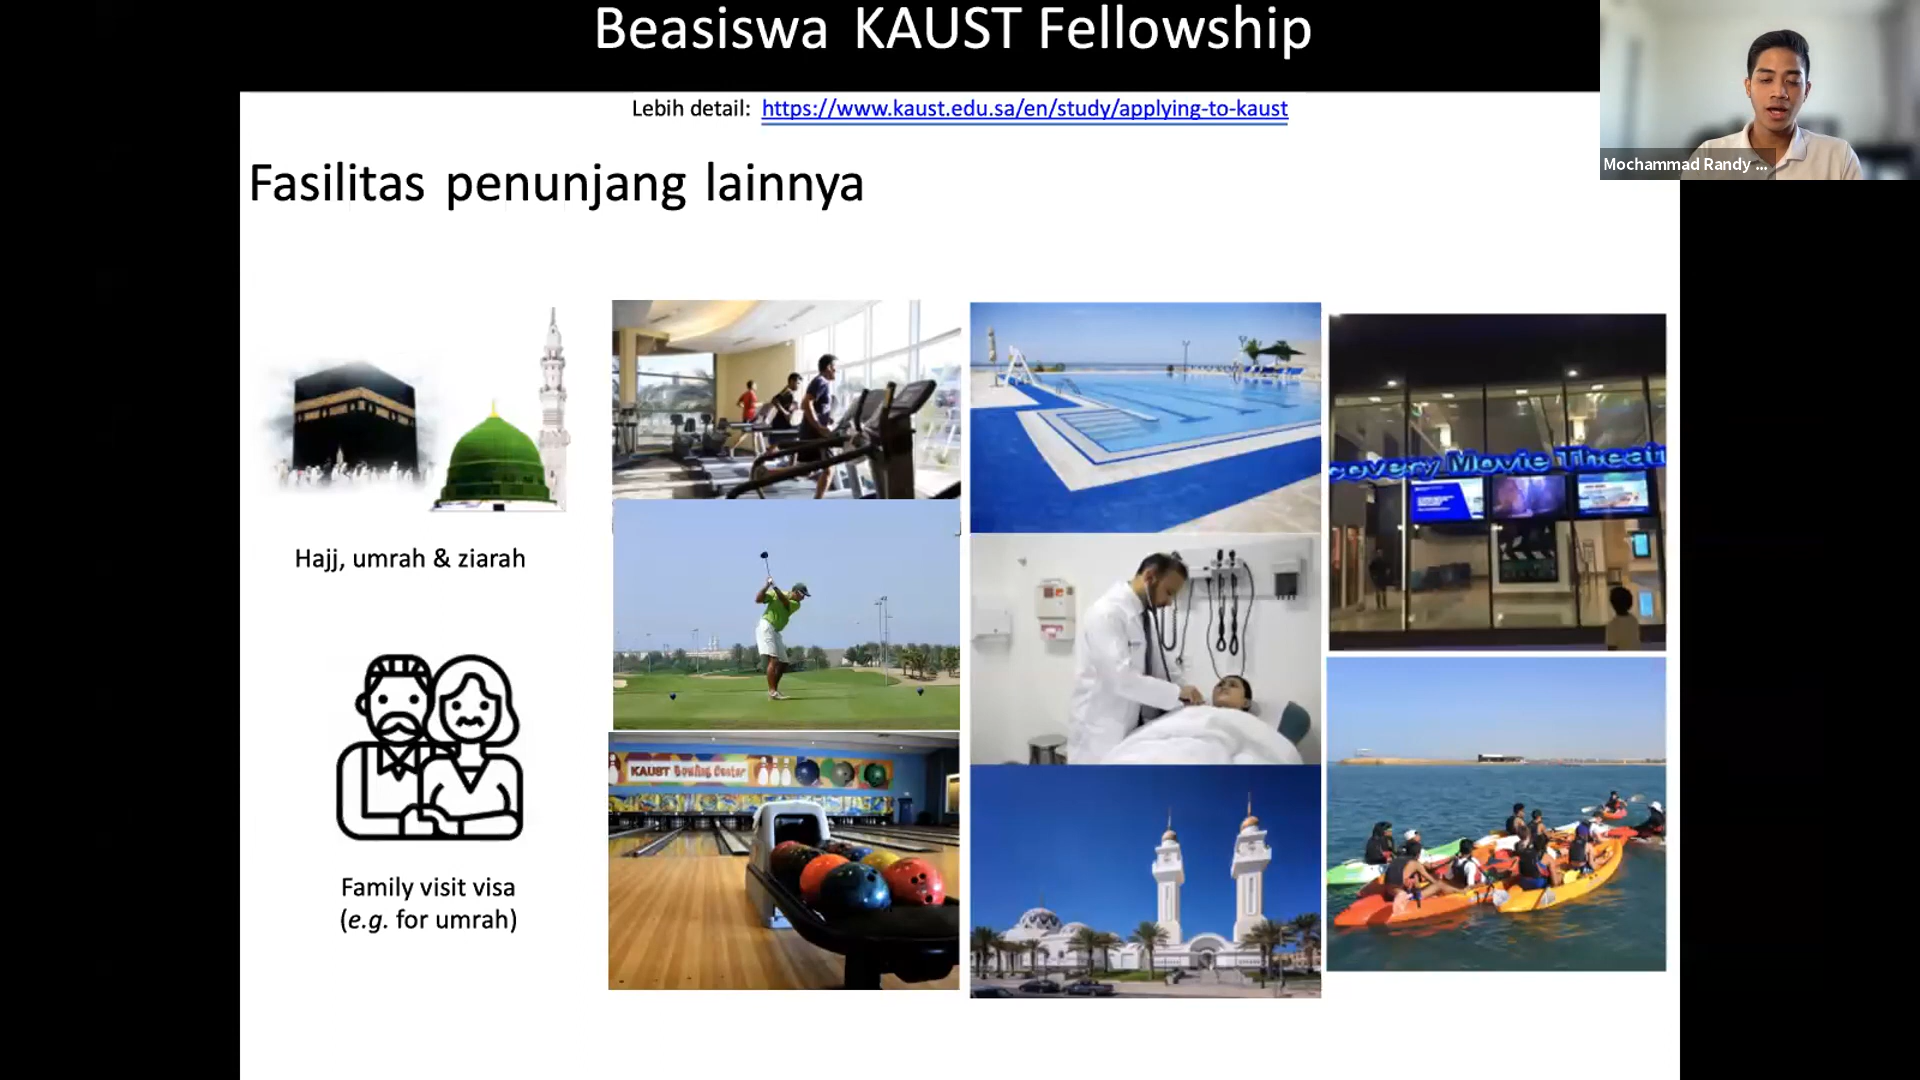 Beasiswa KAUST Fellowship
Mochammad Randy ...
Lebih detail: https://www.kaust.edu.sa/en/study/applying-to-kaust
Fasilitas penunjang lainnya
Hajj, umrah & ziarah
Family visit visa
(e.g. for umrah)
KAUST Bowling Center
covery Movie Theat